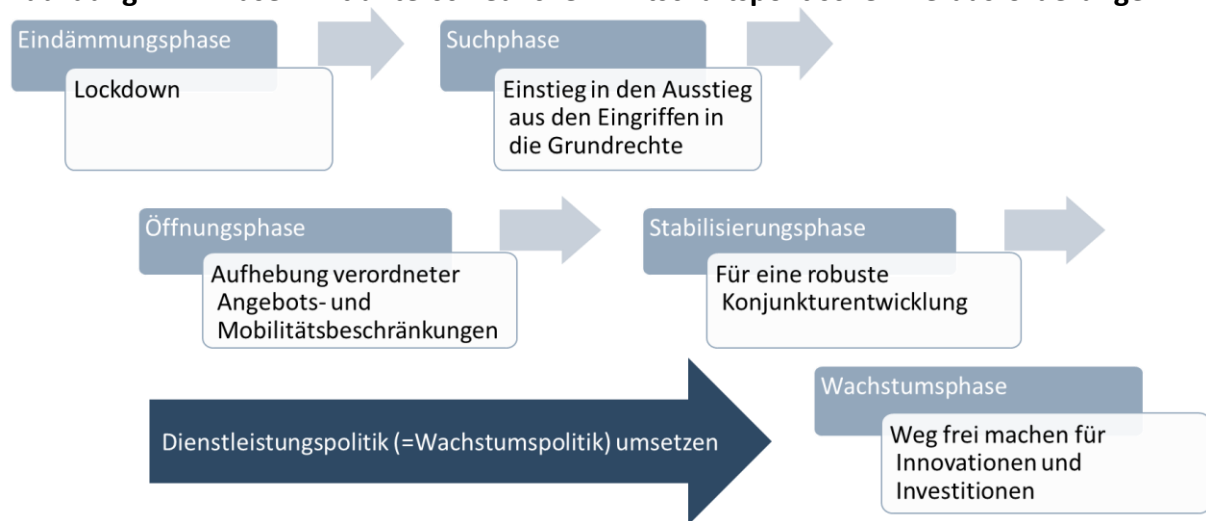 Eindämmungsphase
Lockdown
Suchphase
Einstieg in den Ausstieg
aus den Eingriffen in
die Grundrechte
Öffnungsphase
Aufhebung verordneter
Angebots- und
Mobilitätsbeschränkungen
Stabilisierungsphase
Für eine robuste
Konjunkturentwicklung
Dienstleistungspolitik (=Wachstumspolitik) umsetzen
Wachstumsphase
Weg frei machen für
Innovationen und
Investitionen